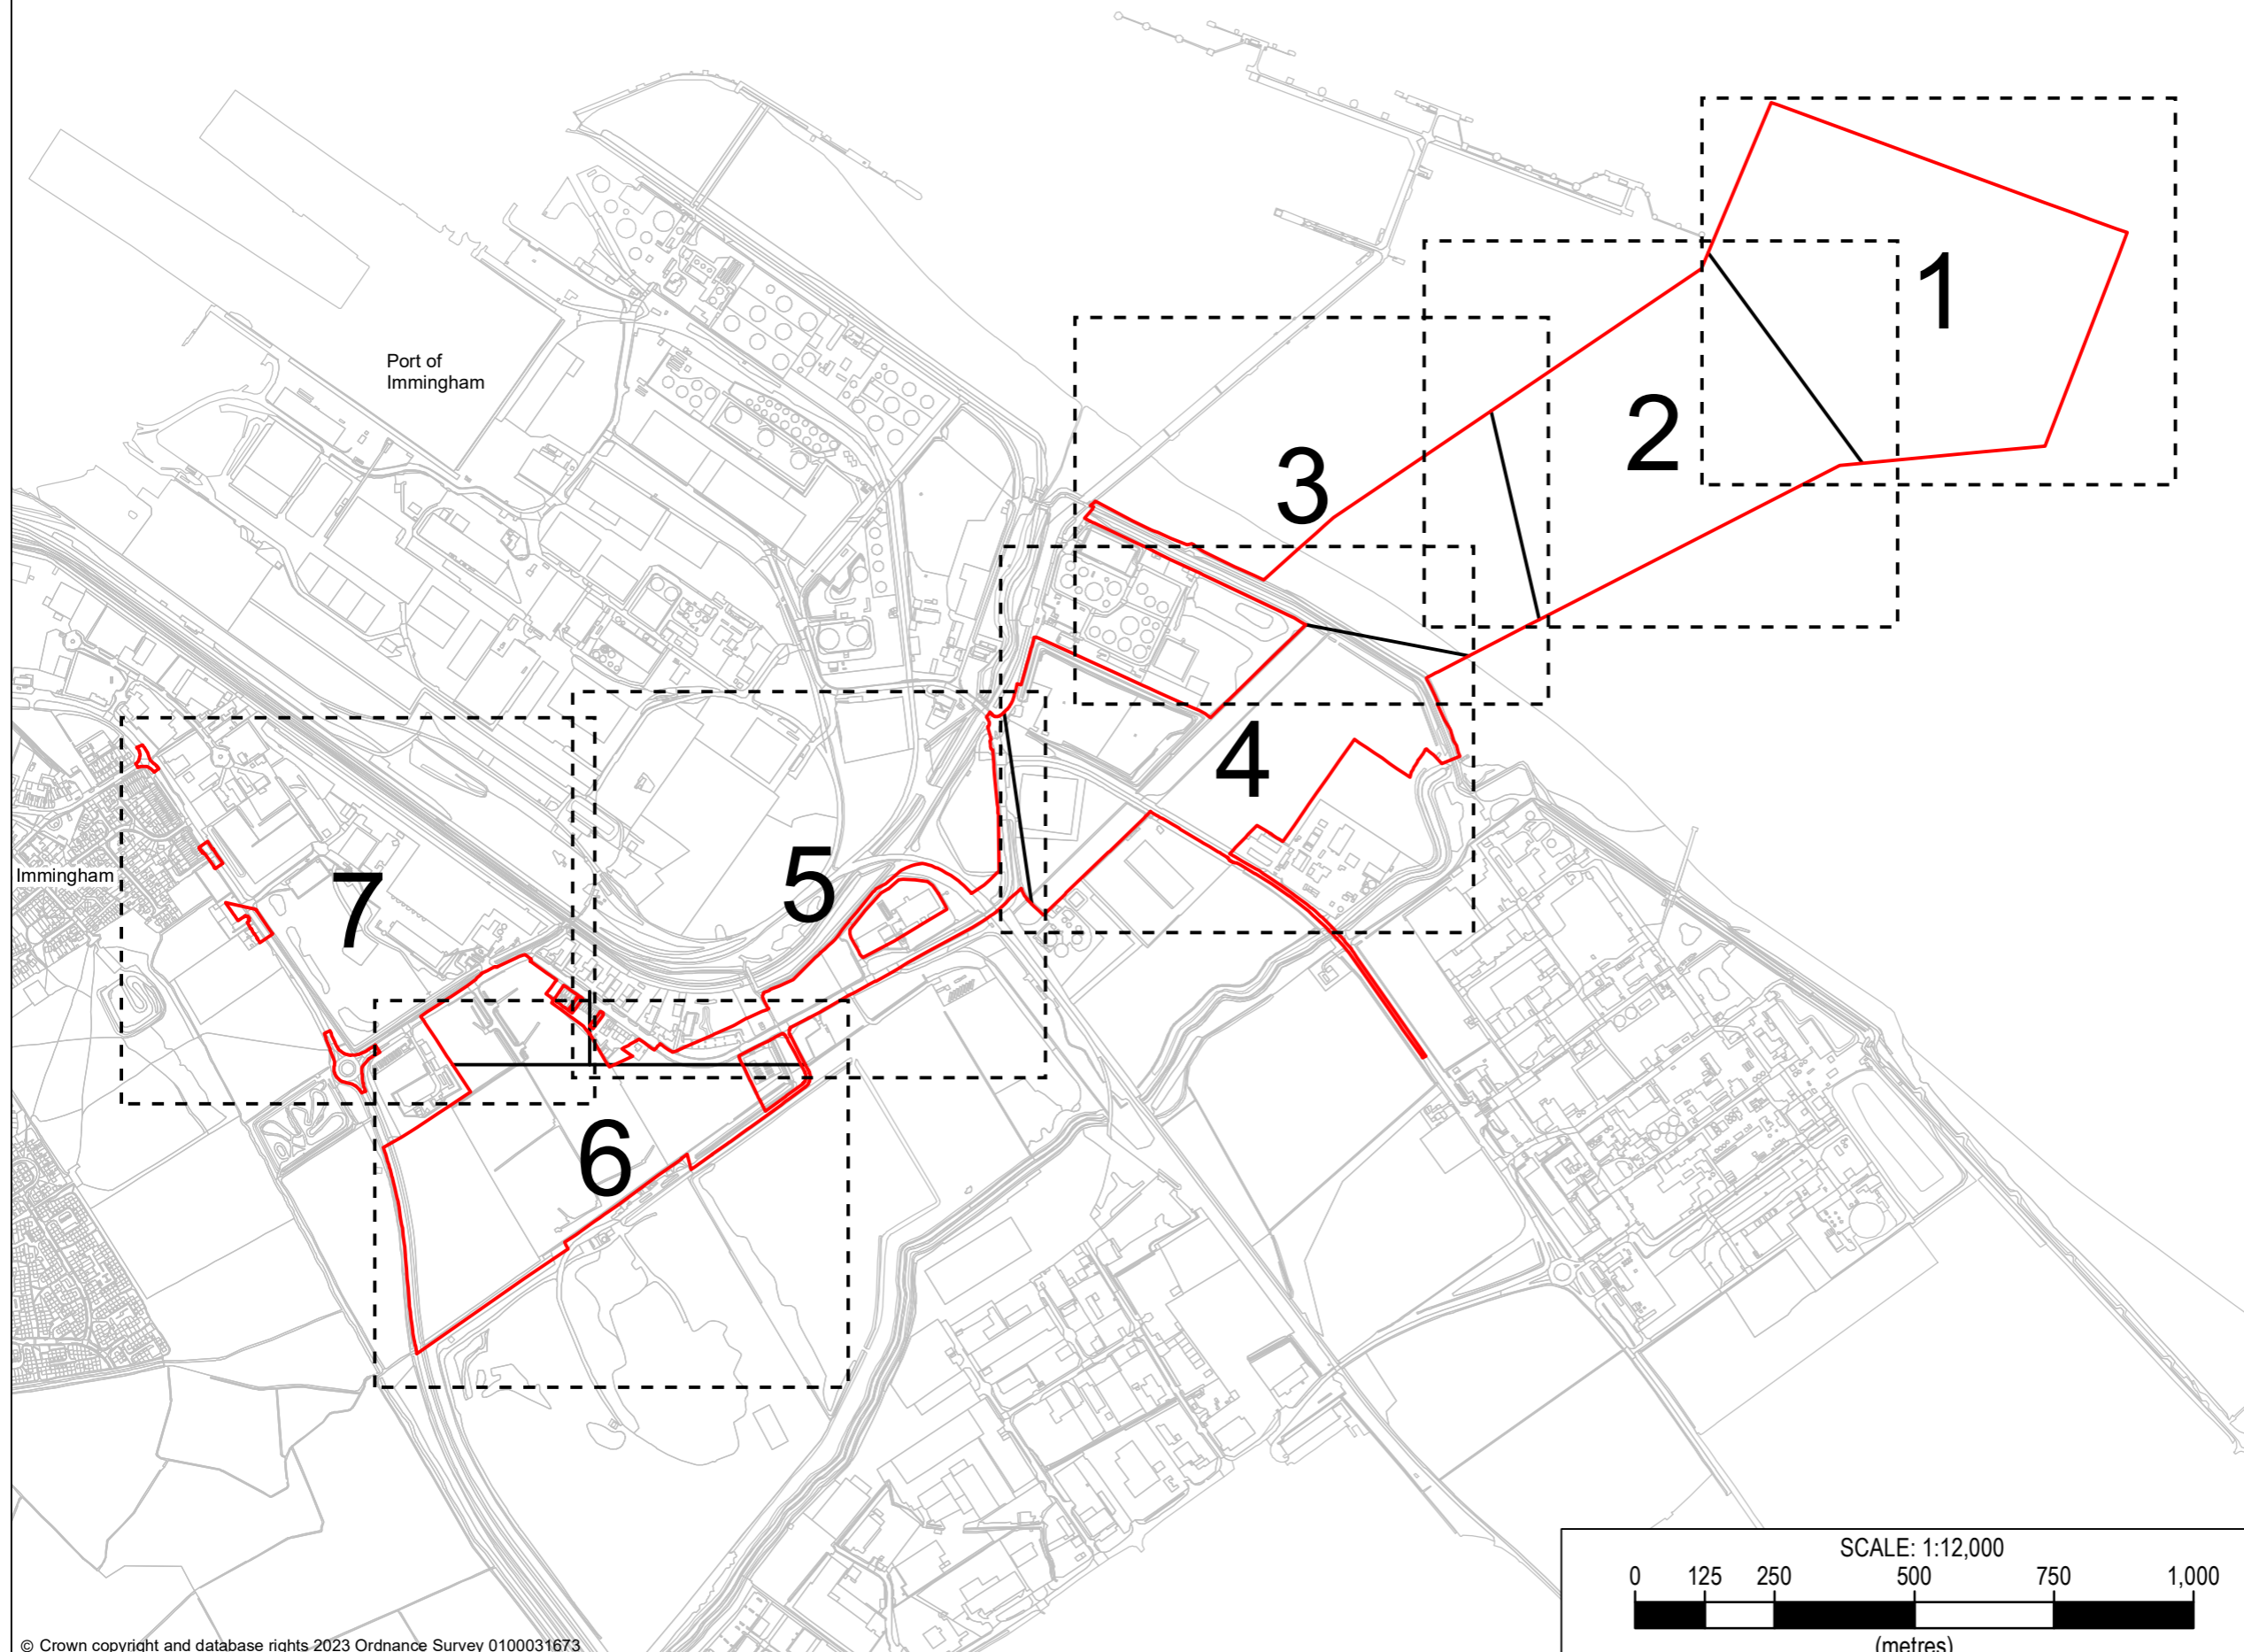 1
2
3
4
5
6
7
Port of
Immingham
Immingham
SCALE: 1:12,000
0 125 250 500 750 1,000
(metres)
© Crown copyright and database rights 2023 Ordnance Survey 0100031673